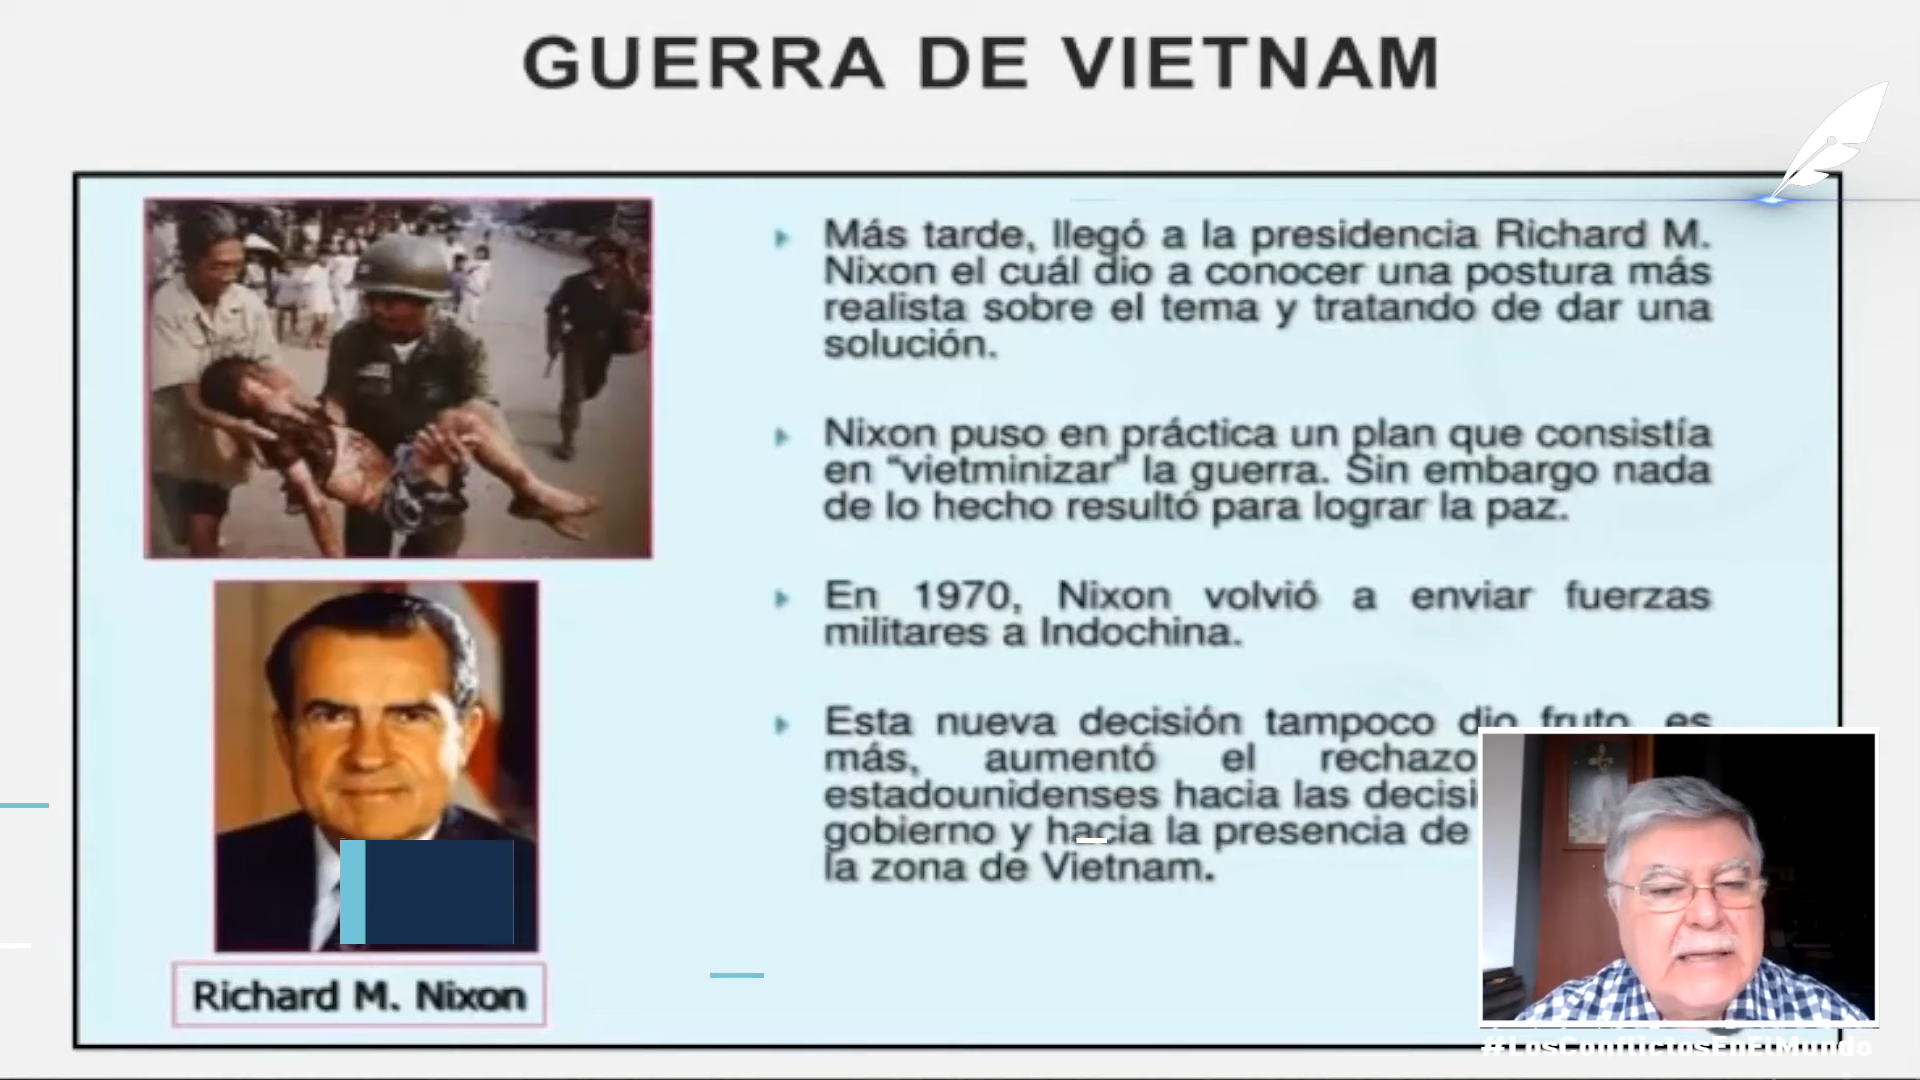 GUERRA DE VIETNAM
Más tarde, llegó a la presidencia Richard M.
Nixon el cuál dio a conocer una postura más
realista sobre el tema y tratando de dar una
solución.
Nixon puso en práctica un plan que consistía
en “vietminizar” la guerra. Sin embargo nada
de lo hecho resultó para lograr la paz.
En 1970, Nixon volvió a enviar fuerzas
militares a Indochina.
Esta nueva decisión tampoco dio fruto, es
más, aumentó el rechazo
estadounidenses hacia las
gobierno y hacia la presencia de
la zona de Vietnam.
Richard M. Nixon
#LosConflictosEnElMundo